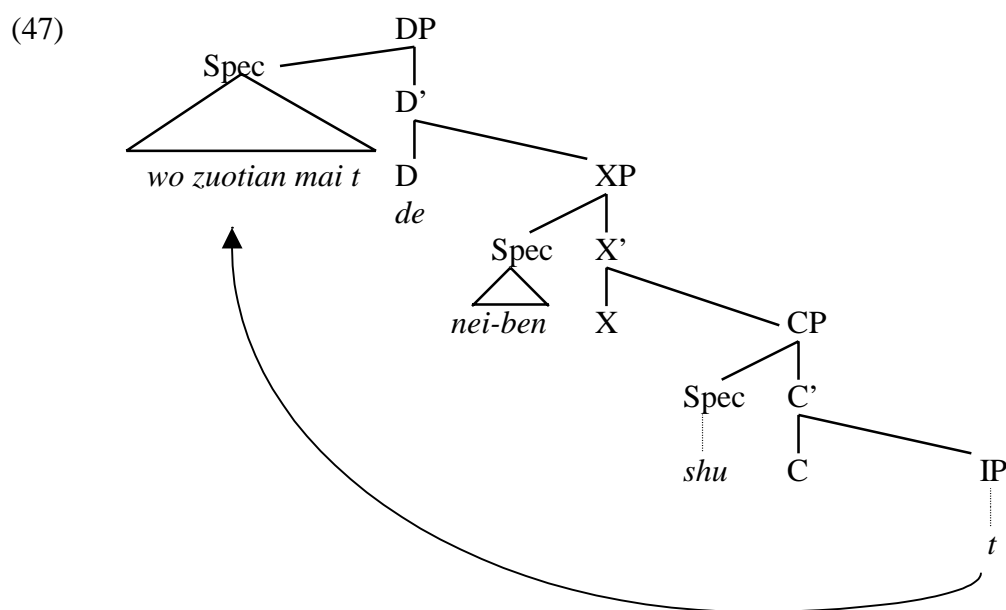 (47)
DP
Spec
D’
wo zuotian mai t
D
XP
de
Spec
X’
nei-ben
X
CP
Spec
C’
shu
C
IP
t